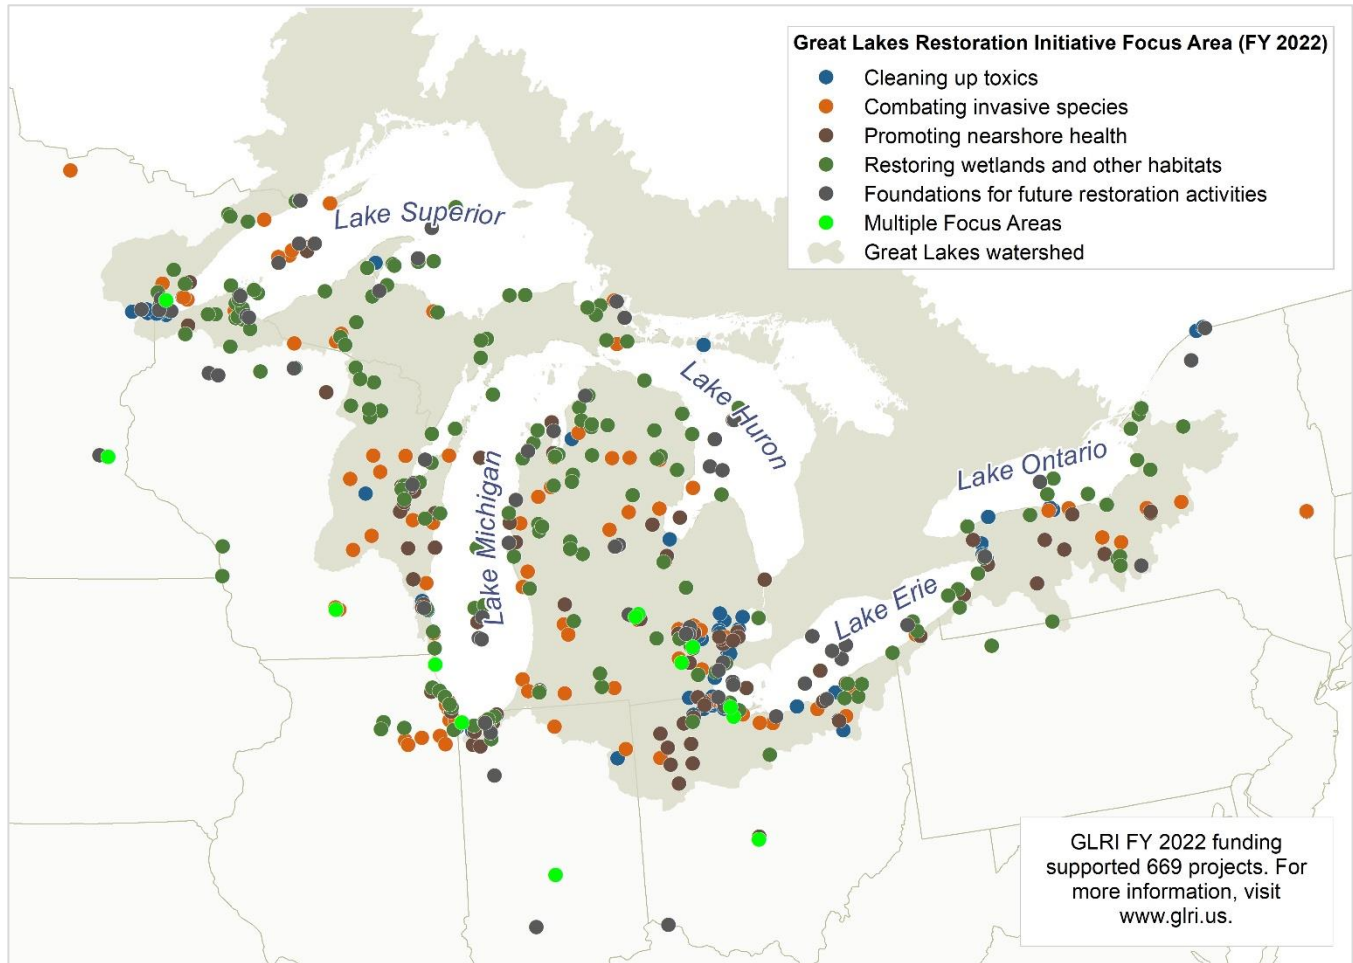 Great Lakes Restoration Initiative Focus Area (FY 2022)
Cleaning up toxics
Combating invasive species
Promoting nearshore health
Restoring wetlands and other habitats
Foundations for future restoration activities
Multiple Focus Areas
Great Lakes watershed
Lake Superior
Lake Huron
Lake Michigan
Lake Ontario
Lake Erie
GLRI FY 2022 funding
supported 669 projects. For
more information, visit
www.glri.us.